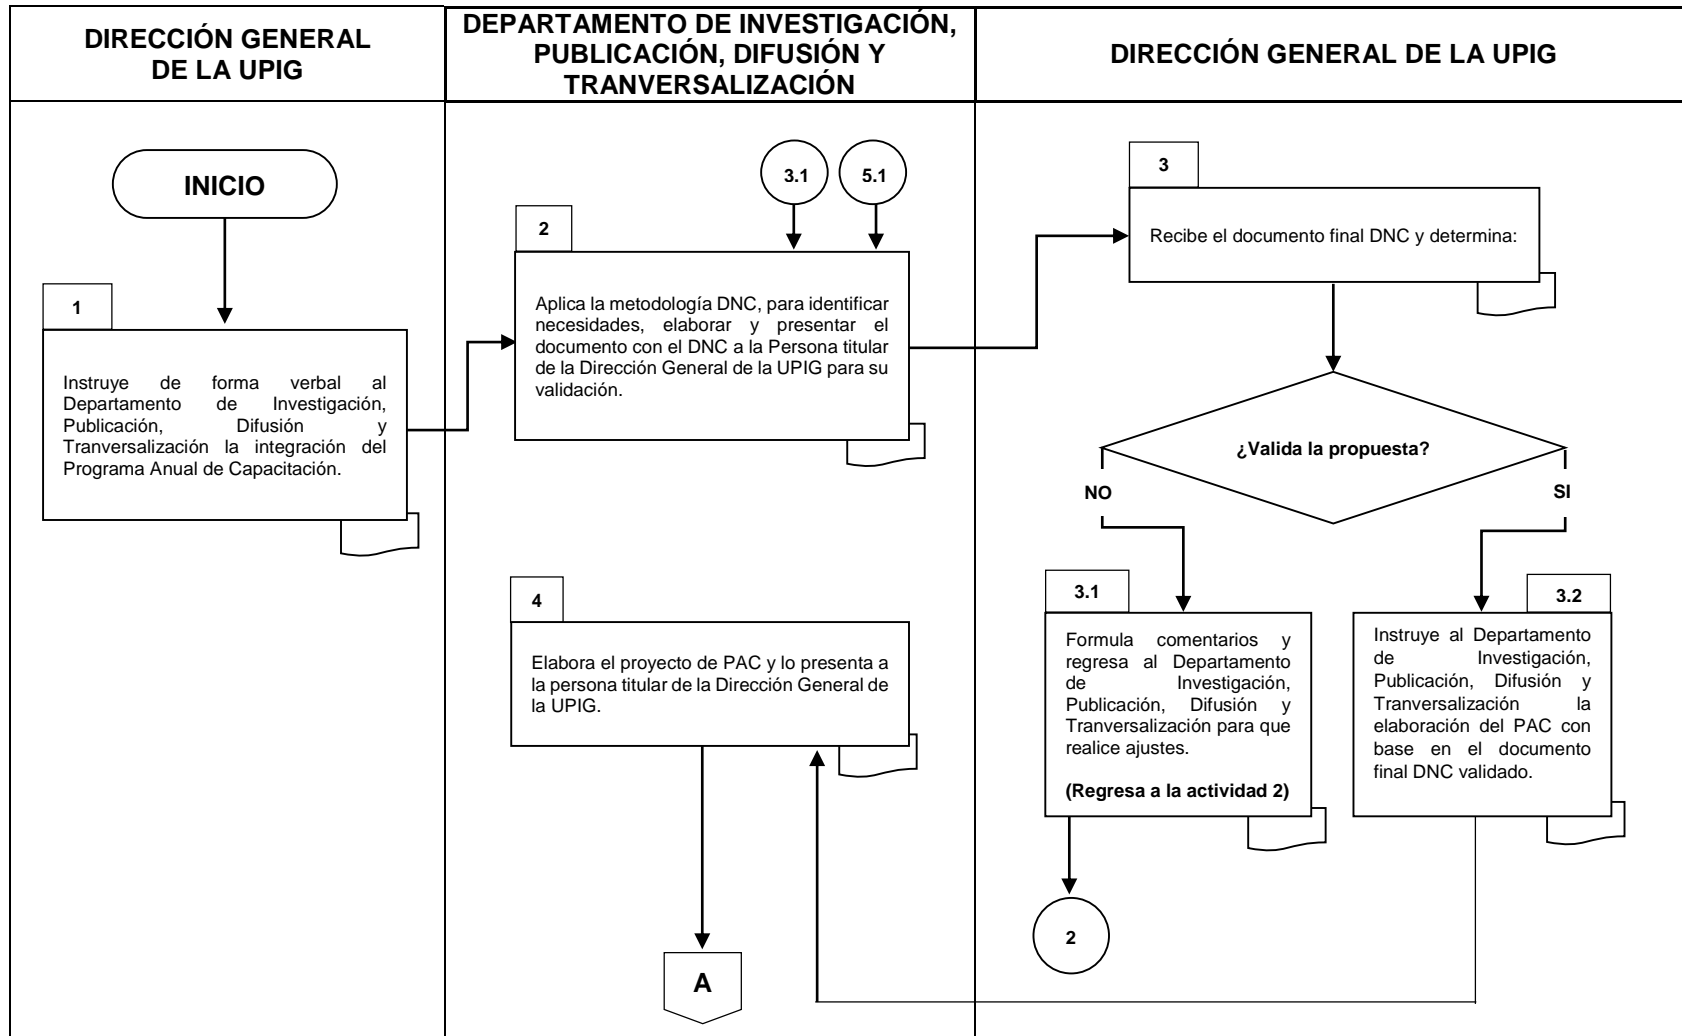 DIRECCIÓN GENERAL
DE LA UPIG
DEPARTAMENTO DE INVESTIGACIÓN,
PUBLICACIÓN, DIFUSIÓN Y
TRANVERSALIZACIÓN
DIRECCIÓN GENERAL DE LA UPIG
INICIO
1
Instruye de forma verbal al
Departamento de Investigación,
Publicación, Difusión y
Tranversalización la integración del
Programa Anual de Capacitación.
3.1
5.1
2
Aplica la metodología DNC, para identificar
necesidades, elaborar y presentar el
documento con el DNC a la Persona titular
de la Dirección General de la UPIG para su
validación.
3
Recibe el documento final DNC y determina:
¿Valida la propuesta?
NO
SI
3.1
Formula comentarios y
regresa al Departamento
de Investigación,
Publicación, Difusión y
Tranversalización para que
realice ajustes.
(Regresa a la actividad 2)
2
3.2
Instruye al Departamento
de Investigación,
Publicación, Difusión y
Tranversalización la
elaboración del PAC con
base en el documento
final DNC validado.
4
Elabora el proyecto de PAC y lo presenta a
la persona titular de la Dirección General de
la UPIG.
A